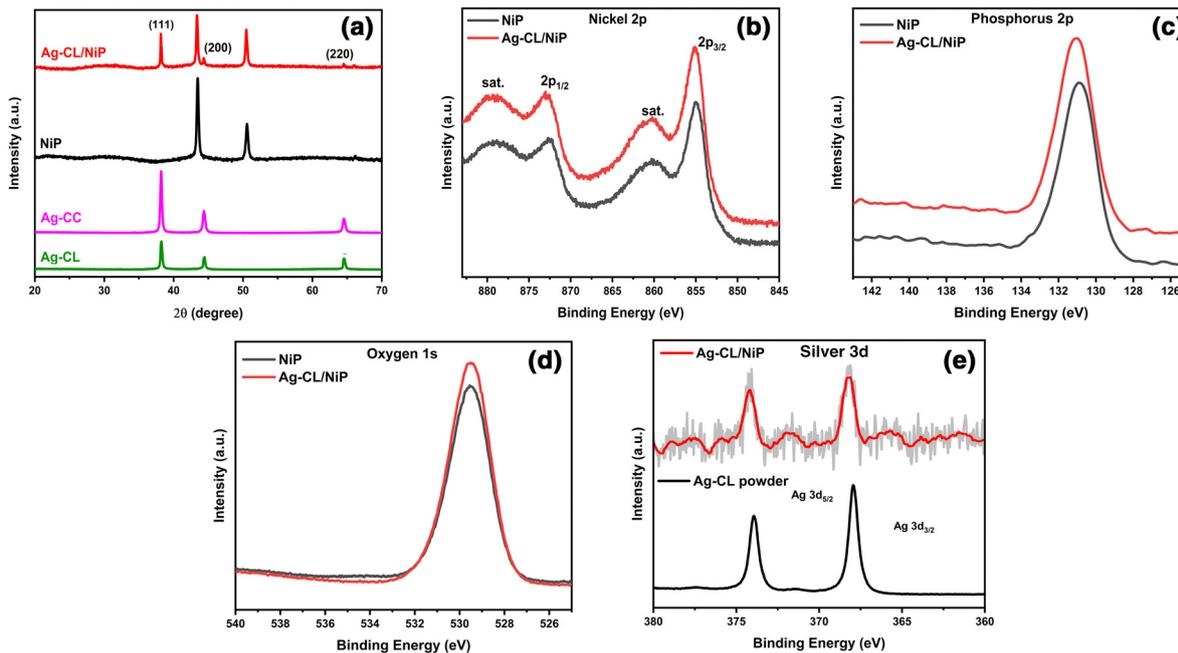 (a)
(111)
(200)
(220)
Ag-CL/NiP
NiP
Ag-CC
Ag-CL
Intensity (a.u.)
20 30 40 50 60 70
2θ (degree)
(b)
NiP
Ag-CL/NiP
Nickel 2p
2p3/2
sat.
2p1/2
sat.
Intensity (a.u.)
880 875 870 865 860 855 850 845
Binding Energy (eV)
(c)
NiP
Ag-CL/NiP
Phosphorus 2p
Intensity (a.u.)
142 140 138 136 134 132 130 128 126
Binding Energy (eV)
(d)
NiP
Ag-CL/NiP
Oxygen 1s
Intensity (a.u.)
540 538 536 534 532 530 528 526
Binding Energy (eV)
(e)
Ag-CL/NiP
Silver 3d
Ag-CL powder
Ag 3d5/2
Ag 3d3/2
Intensity (a.u.)
380 375 370 365 360
Binding Energy (eV)